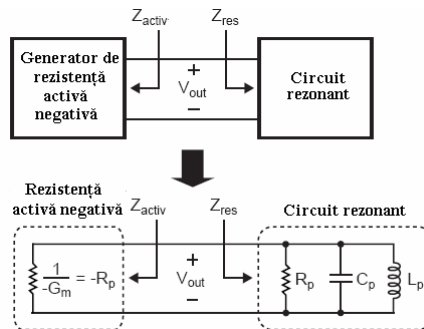 Z_activ
Z_res
Generator de
rezistență
activă
negativă
+
V_out
−
Circuit
rezonant
Rezistență
activă negativă
Z_activ
Z_res
Circuit rezonant
1/-G_m = -R_p
+
V_out
−
R_p
C_p
L_p